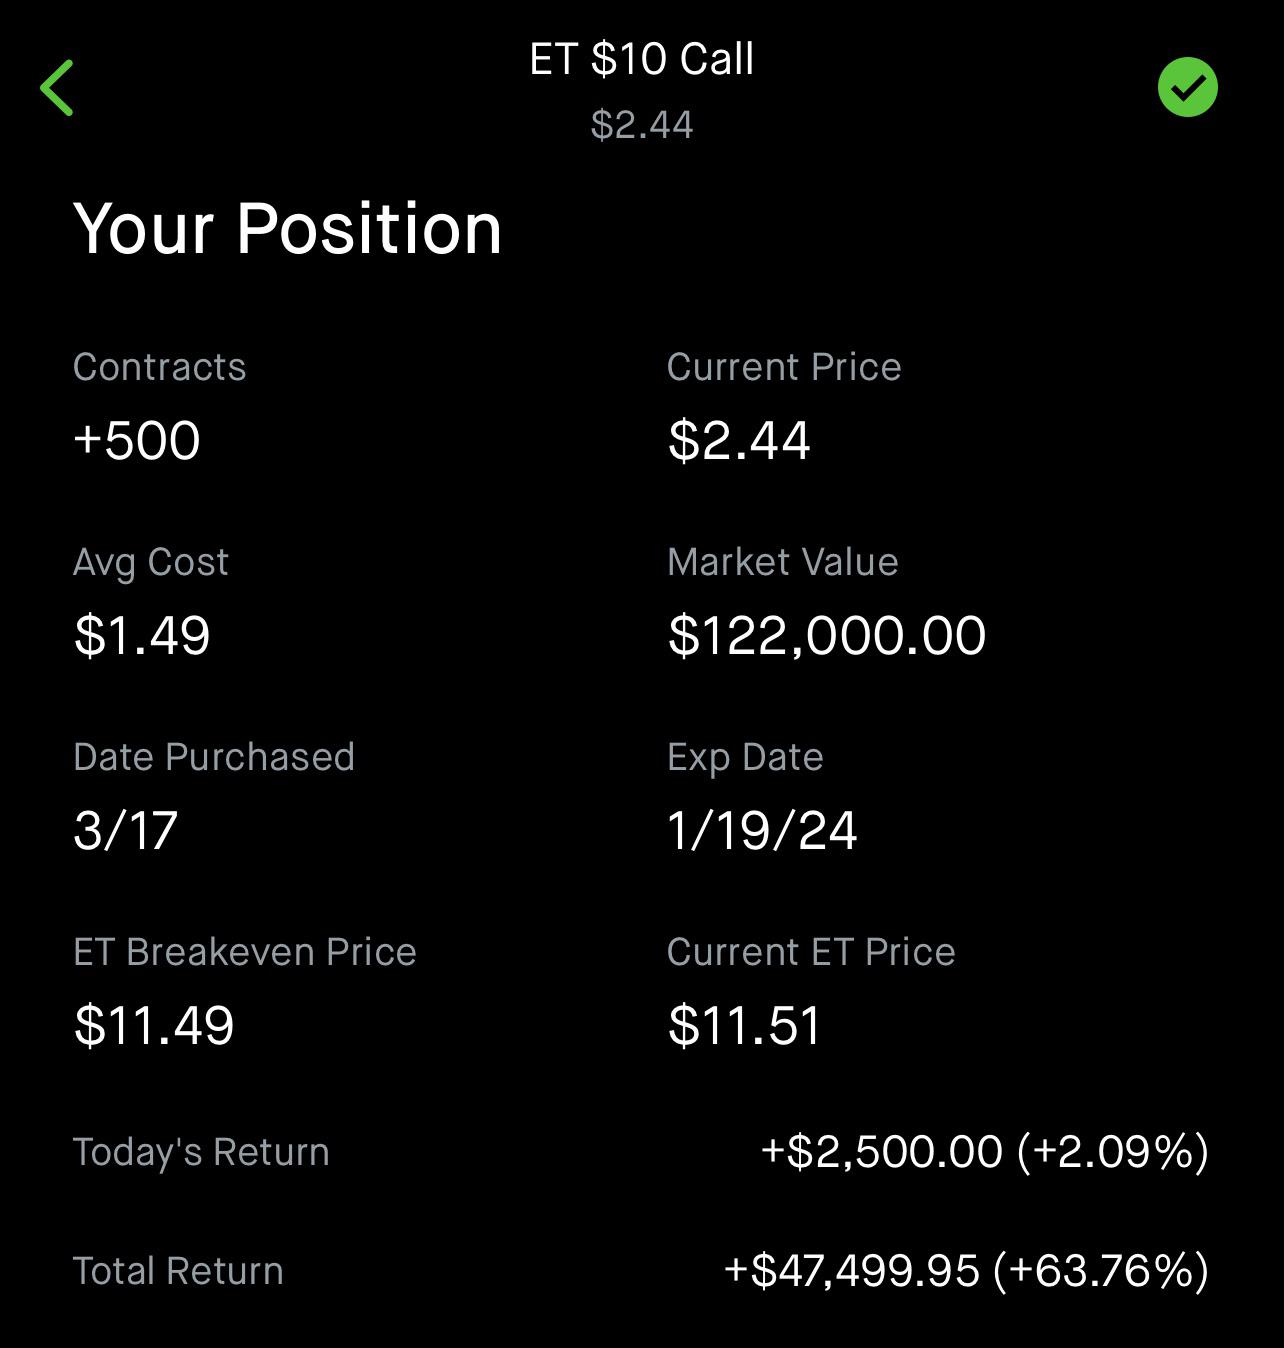 ET $10 Call
$2.44
Your Position
Contracts
Current Price
+500
$2.44
Avg Cost
Market Value
$1.49
$122,000.00
Date Purchased
Exp Date
3/17
1/19/24
ET Breakeven Price
Current ET Price
$11.49
$11.51
Today's Return
+$2,500.00 (+2.09%)
Total Return
+$47,499.95 (+63.76%)